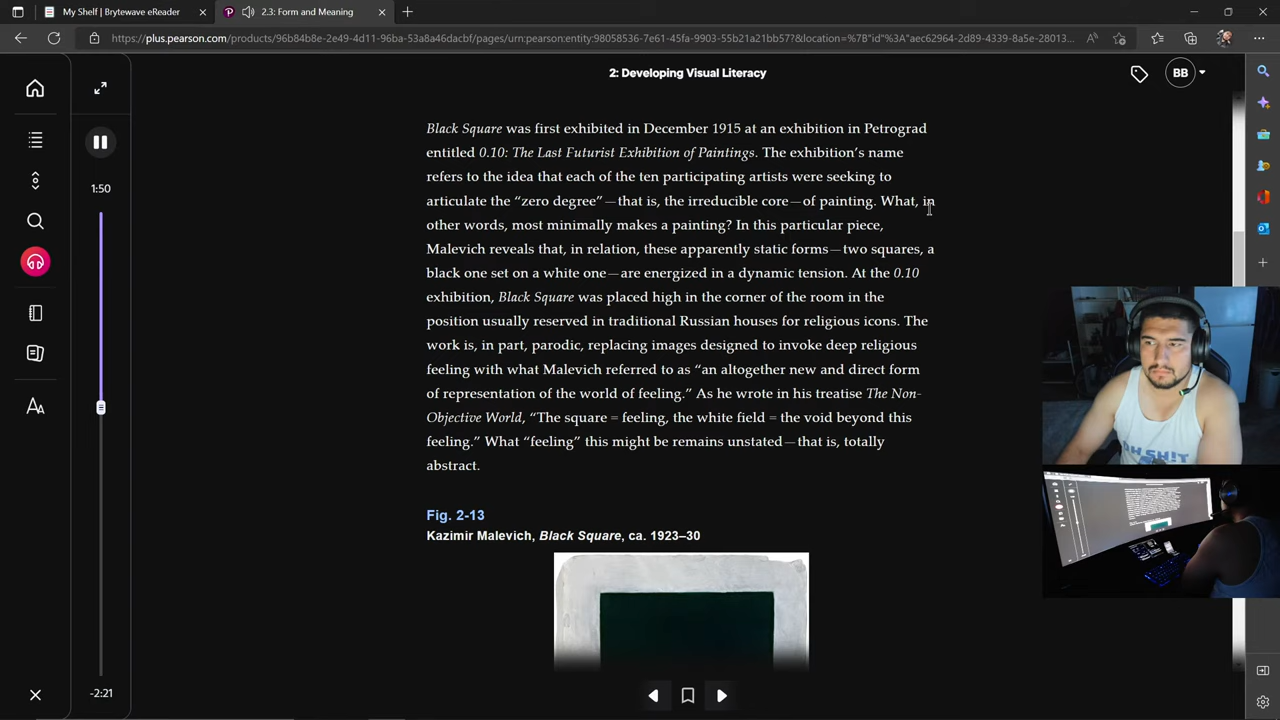 My Shelf | Brytewave eReader
2.3: Form and Meaning
https://plus.pearson.com/products/96b84b8e-2e49-4d11-96ba-53a8a46dacbf/pages/urn:pearson:entity:98058536-7e61-45fa-9903-55b21a21bb57?&location=%7B"id"%3A"aec62964-2d89-4339-8a5e-28013...
2: Developing Visual Literacy
BB
1:50
Black Square was first exhibited in December 1915 at an exhibition in Petrograd
entitled 0.10: The Last Futurist Exhibition of Paintings. The exhibition’s name
refers to the idea that each of the ten participating artists were seeking to
articulate the “zero degree”—that is, the irreducible core—of painting. What, in
other words, most minimally makes a painting? In this particular piece,
Malevich reveals that, in relation, these apparently static forms—two squares, a
black one set on a white one—are energized in a dynamic tension. At the 0.10
exhibition, Black Square was placed high in the corner of the room in the
position usually reserved in traditional Russian houses for religious icons. The
work is, in part, parodic, replacing images designed to invoke deep religious
feeling with what Malevich referred to as “an altogether new and direct form
of representation of the world of feeling.” As he wrote in his treatise The Non-
Objective World, “The square = feeling, the white field = the void beyond this
feeling.” What “feeling” this might be remains unstated—that is, totally
abstract.
Fig. 2-13
Kazimir Malevich, Black Square, ca. 1923–30
-2:21
OH SH!T